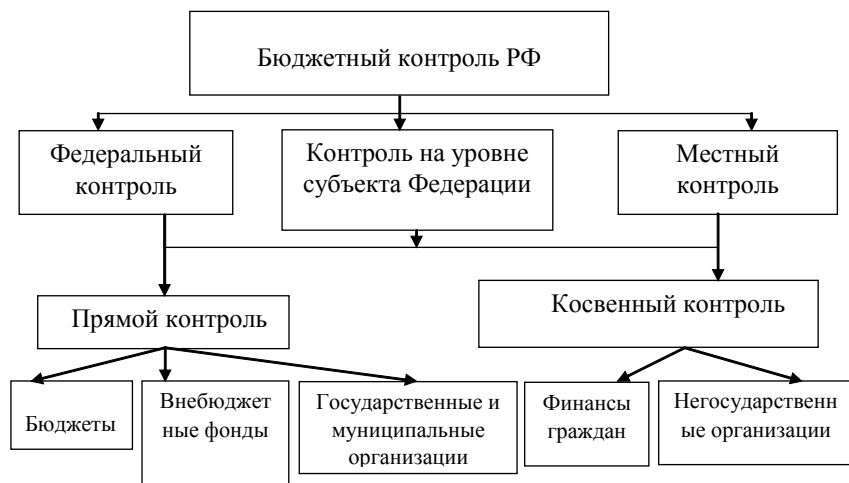 Бюджетный контроль РФ
Федеральный
контроль
Контроль на уровне
субъекта Федерации
Местный
контроль
Прямой контроль
Косвенный контроль
Бюджеты
Внебюджет
ные фонды
Государственные и
муниципальные
организации
Финансы
граждан
Негосударственн
ые организации